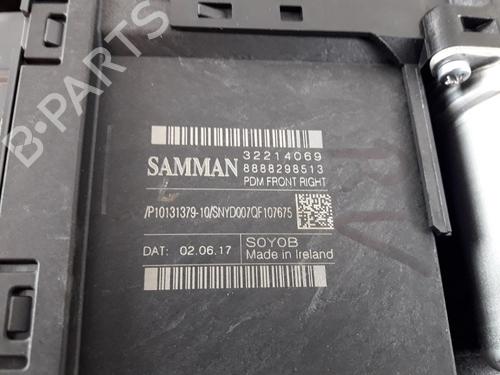 32214069
SAMMAN 8888298513
PDM FRONT RIGHT
/P10131379-10/SNYD007QF107675
DAT: 02.06.17
SOYOB
Made in Ireland
B-PARTS